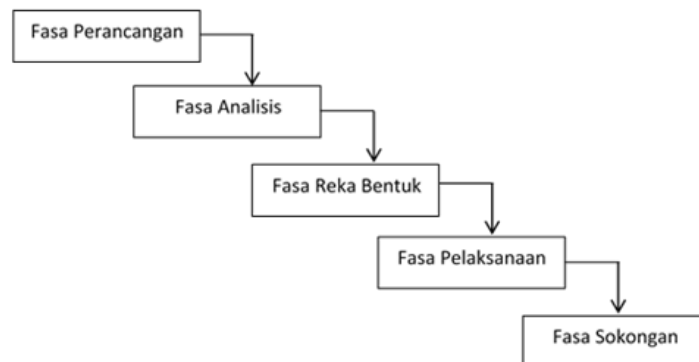 Fasa Perancangan
Fasa Analisis
Fasa Reka Bentuk
Fasa Pelaksanaan
Fasa Sokongan